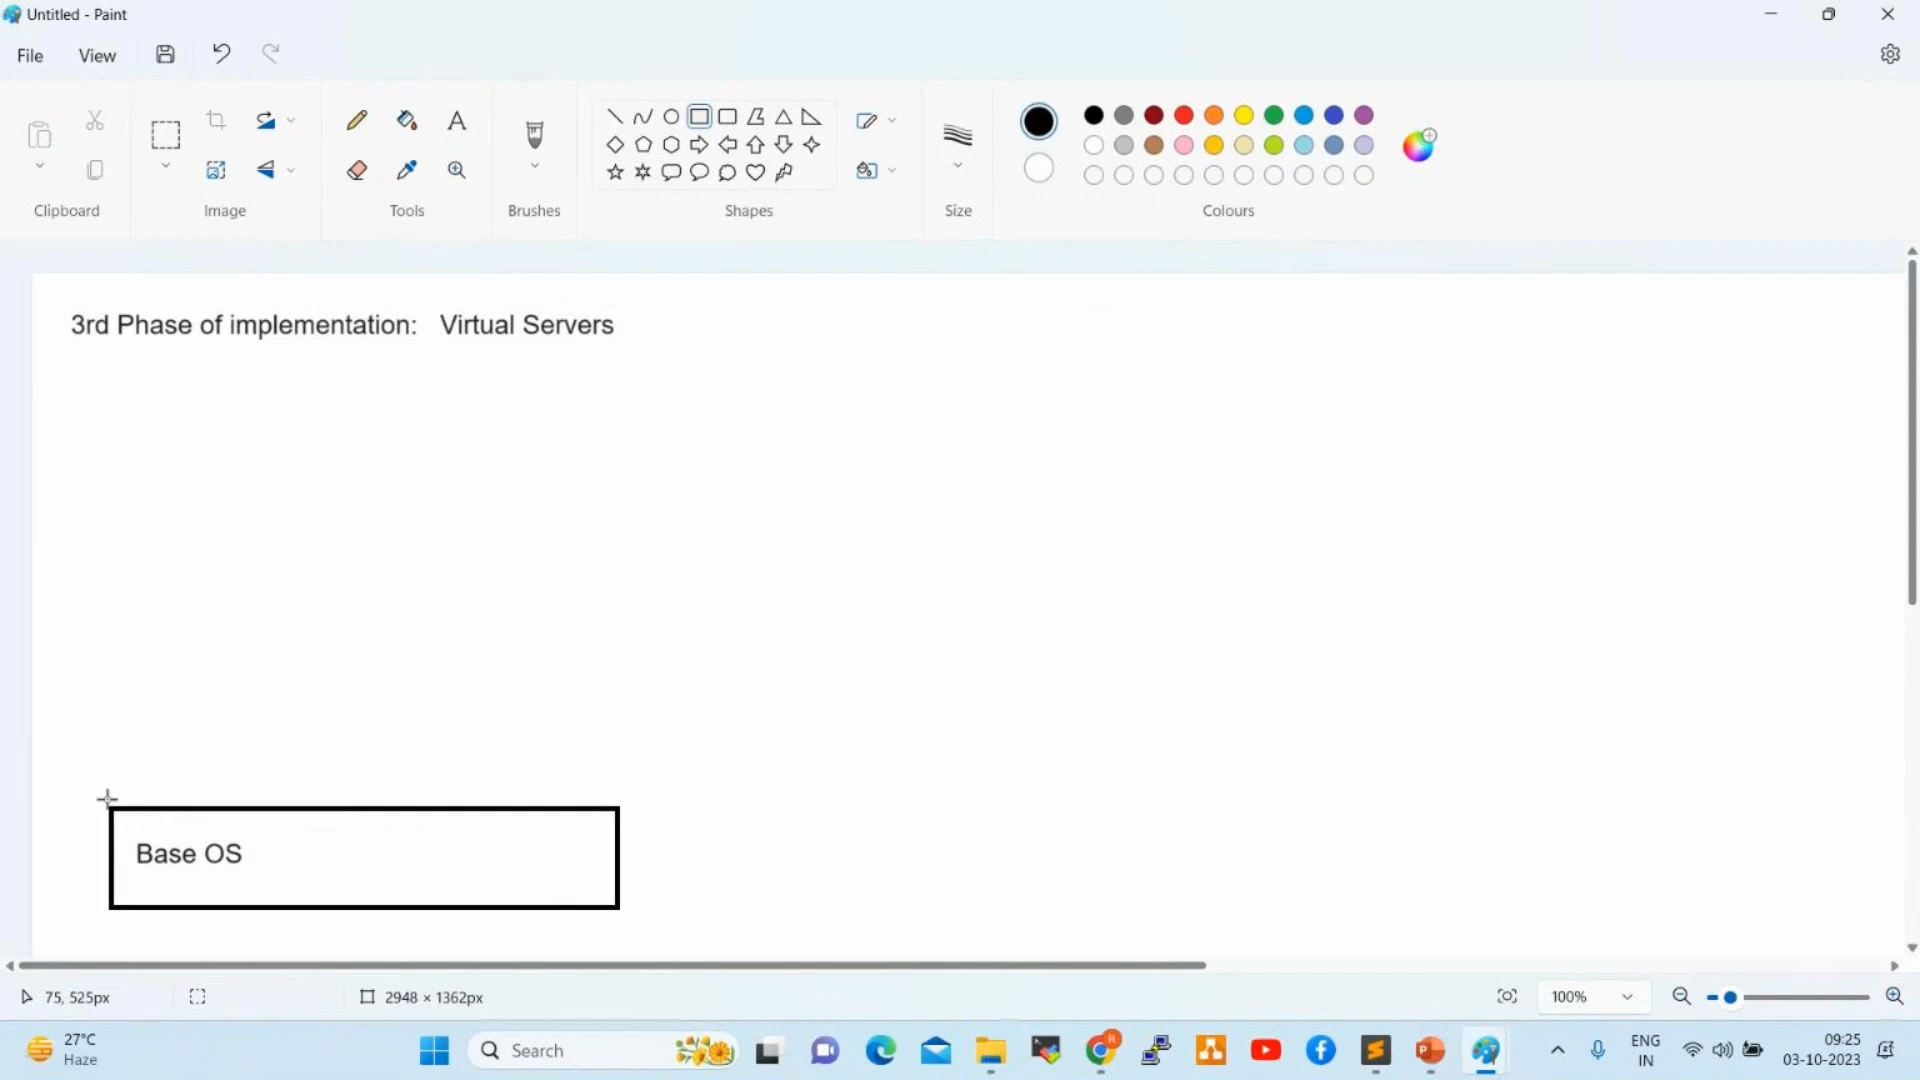 Untitled - Paint
File View
Clipboard Image Tools Brushes Shapes Size Colours
3rd Phase of implementation: Virtual Servers
Base OS
75, 525px 2948 × 1362px 100%
27°C
Haze
Search
ENG
IN
09:25
03-10-2023